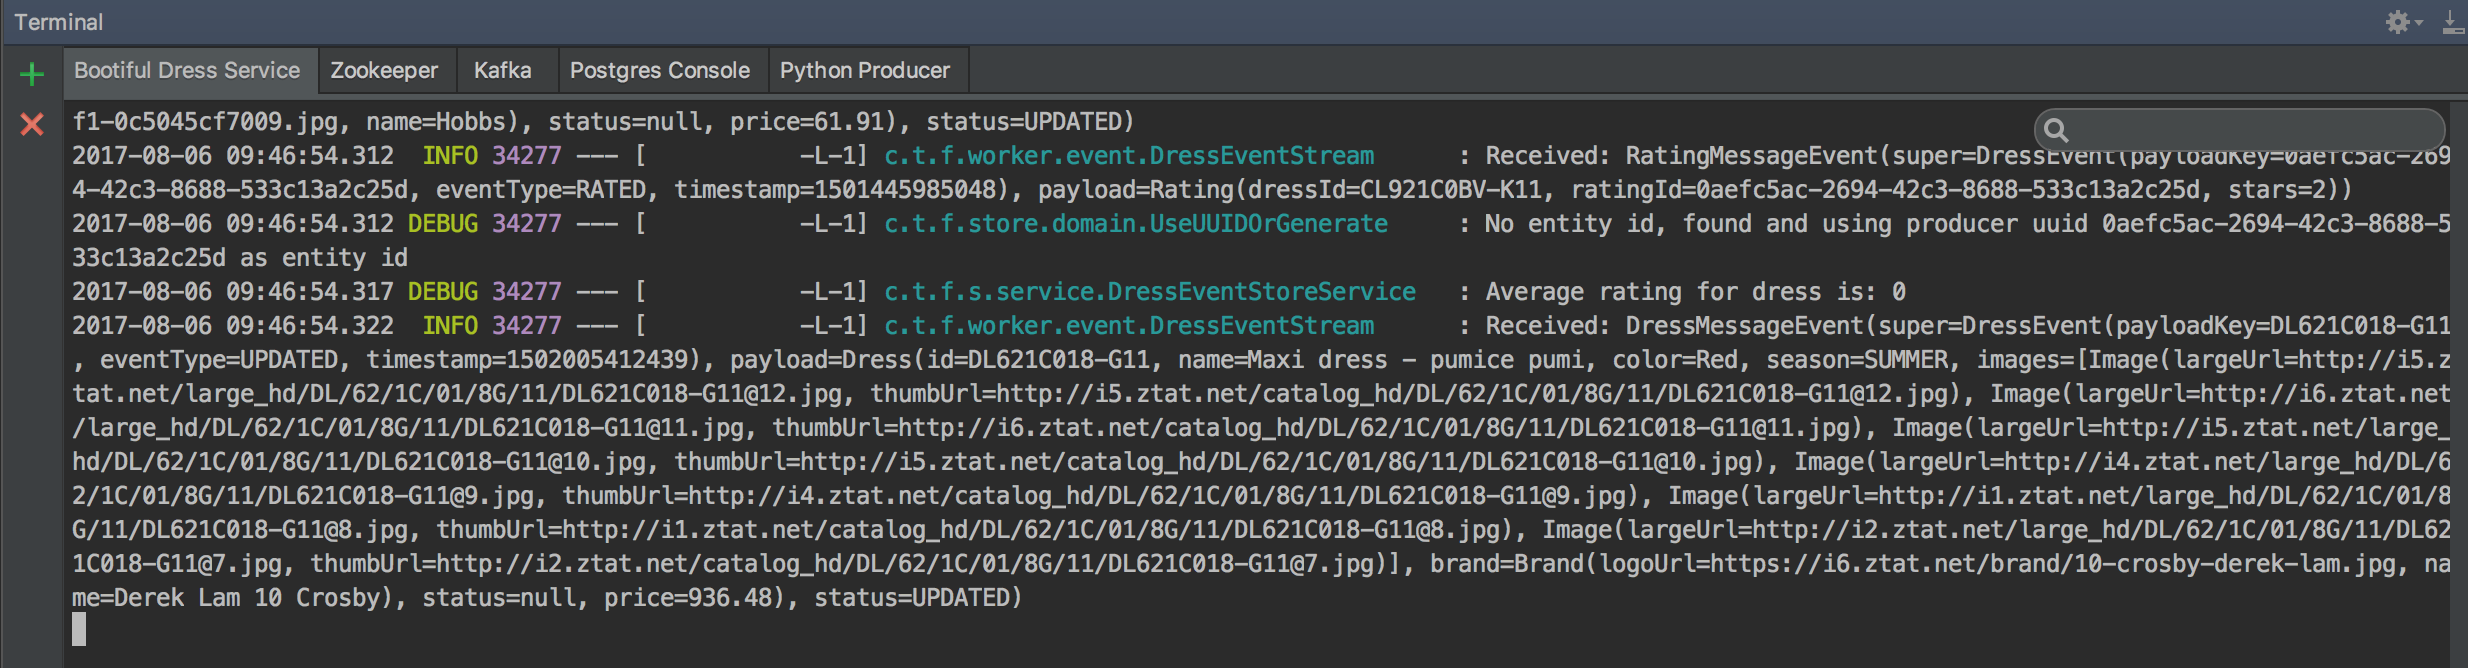 Terminal
Bootiful Dress Service Zookeeper Kafka Postgres Console Python Producer
f1-0c5045cf7009.jpg, name=Hobbs), status=null, price=61.91), status=UPDATED)
2017-08-06 09:46:54.312  INFO 34277 --- [           -L-1] c.t.f.worker.event.DressEventStream      : Received: RatingMessageEvent(super=DressEvent(payloadKey=0aefc5ac-269
4-42c3-8688-533c13a2c25d, eventType=RATED, timestamp=1501445985048), payload=Rating(dressId=CL921C0BV-K11, ratingId=0aefc5ac-2694-42c3-8688-533c13a2c25d, stars=2))
2017-08-06 09:46:54.312 DEBUG 34277 --- [           -L-1] c.t.f.store.domain.UseUUIDOrGenerate     : No entity id, found and using producer uuid 0aefc5ac-2694-42c3-8688-5
33c13a2c25d as entity id
2017-08-06 09:46:54.317 DEBUG 34277 --- [           -L-1] c.t.f.s.service.DressEventStoreService   : Average rating for dress is: 0
2017-08-06 09:46:54.322  INFO 34277 --- [           -L-1] c.t.f.worker.event.DressEventStream      : Received: DressMessageEvent(super=DressEvent(payloadKey=DL621C018-G11
, eventType=UPDATED, timestamp=1502005412439), payload=Dress(id=DL621C018-G11, name=Maxi dress - pumice pumi, color=Red, season=SUMMER, images=[Image(largeUrl=http://i5.z
tat.net/large_hd/DL/62/1C/01/8G/11/DL621C018-G11@12.jpg, thumbUrl=http://i5.ztat.net/catalog_hd/DL/62/1C/01/8G/11/DL621C018-G11@12.jpg), Image(largeUrl=http://i6.ztat.net
/large_hd/DL/62/1C/01/8G/11/DL621C018-G11@11.jpg, thumbUrl=http://i6.ztat.net/catalog_hd/DL/62/1C/01/8G/11/DL621C018-G11@11.jpg), Image(largeUrl=http://i5.ztat.net/large_
hd/DL/62/1C/01/8G/11/DL621C018-G11@10.jpg, thumbUrl=http://i5.ztat.net/catalog_hd/DL/62/1C/01/8G/11/DL621C018-G11@10.jpg), Image(largeUrl=http://i4.ztat.net/large_hd/DL/6
2/1C/01/8G/11/DL621C018-G11@9.jpg, thumbUrl=http://i4.ztat.net/catalog_hd/DL/62/1C/01/8G/11/DL621C018-G11@9.jpg), Image(largeUrl=http://i1.ztat.net/large_hd/DL/62/1C/01/8
G/11/DL621C018-G11@8.jpg, thumbUrl=http://i1.ztat.net/catalog_hd/DL/62/1C/01/8G/11/DL621C018-G11@8.jpg), Image(largeUrl=http://i2.ztat.net/large_hd/DL/62/1C/01/8G/11/DL62
1C018-G11@7.jpg, thumbUrl=http://i2.ztat.net/catalog_hd/DL/62/1C/01/8G/11/DL621C018-G11@7.jpg)], brand=Brand(logoUrl=https://i6.ztat.net/brand/10-crosby-derek-lam.jpg, na
me=Derek Lam 10 Crosby), status=null, price=936.48), status=UPDATED)